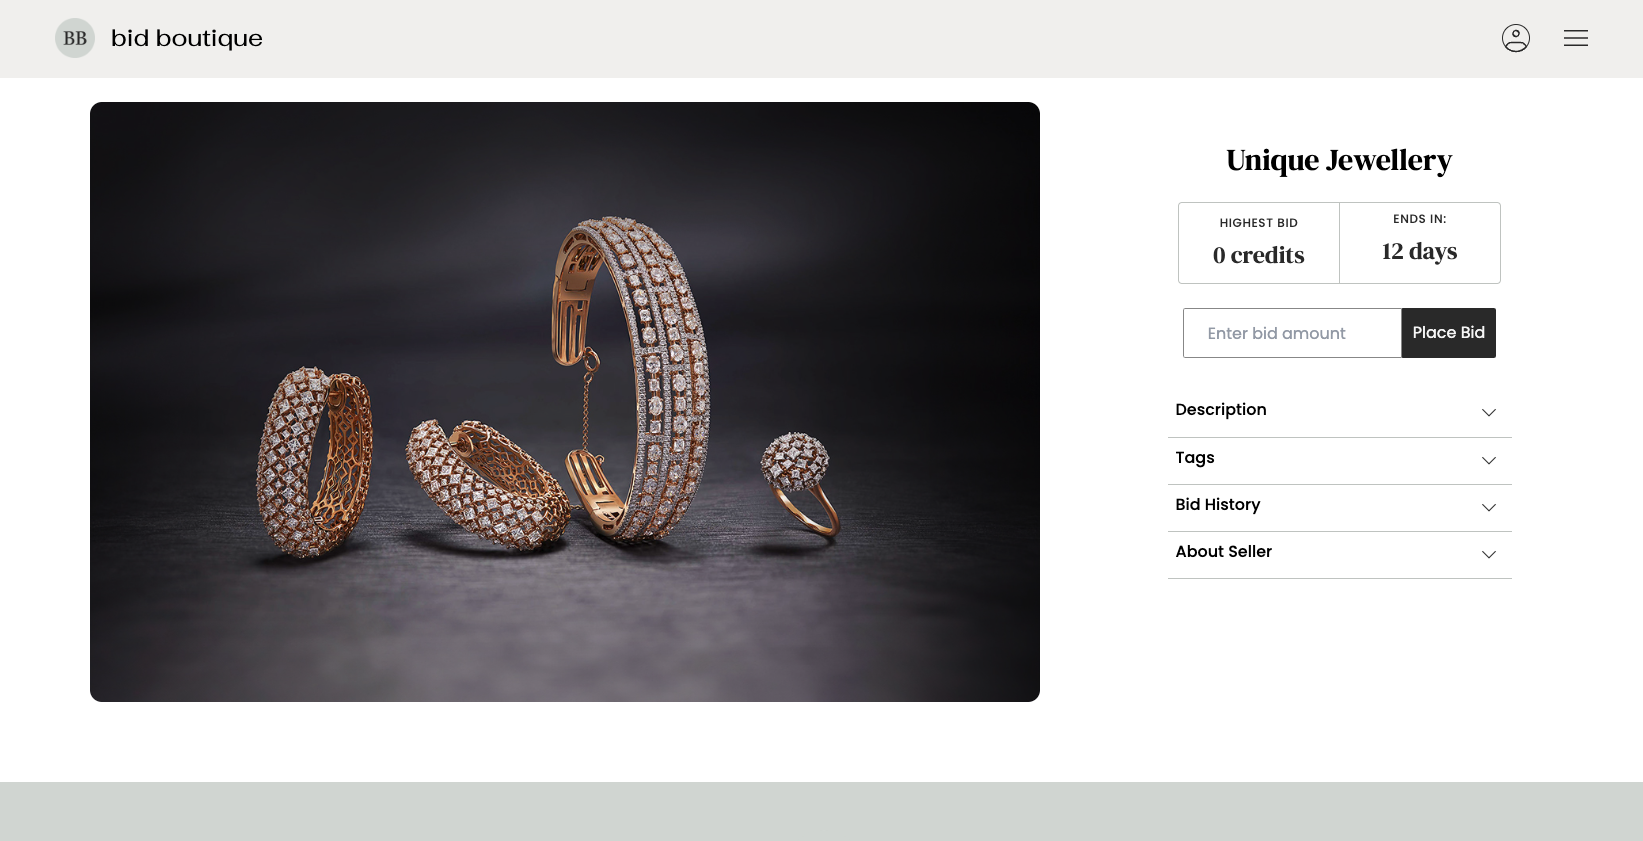 BB bid boutique
Unique Jewellery
HIGHEST BID
0 credits
ENDS IN:
12 days
Enter bid amount
Place Bid
Description
Tags
Bid History
About Seller